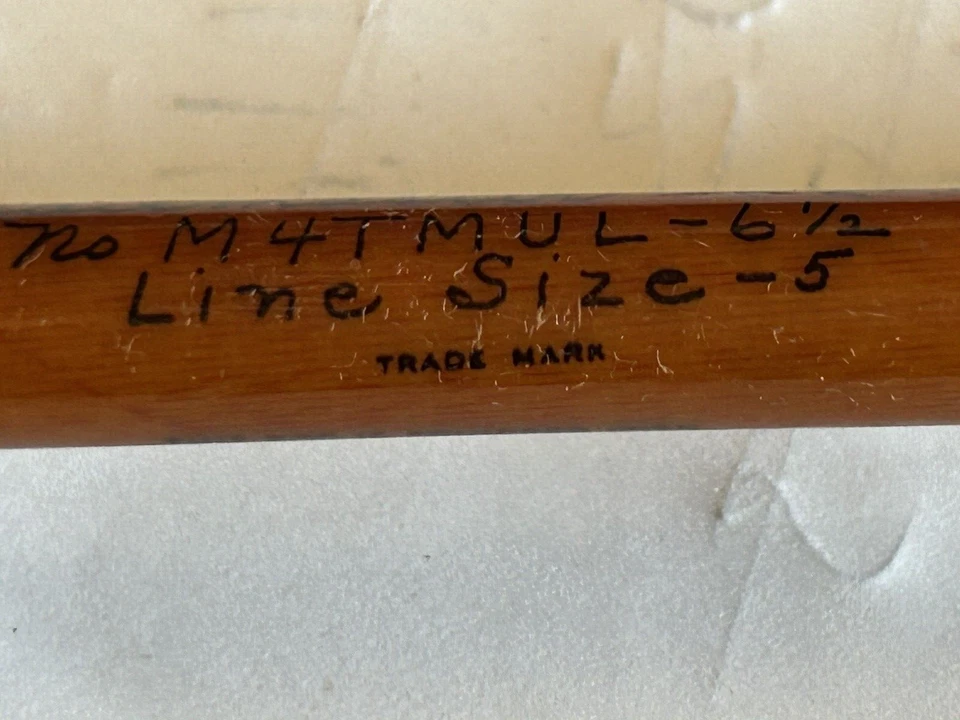 No M4TMUL-6½
Line Size-5
TRADE MARK